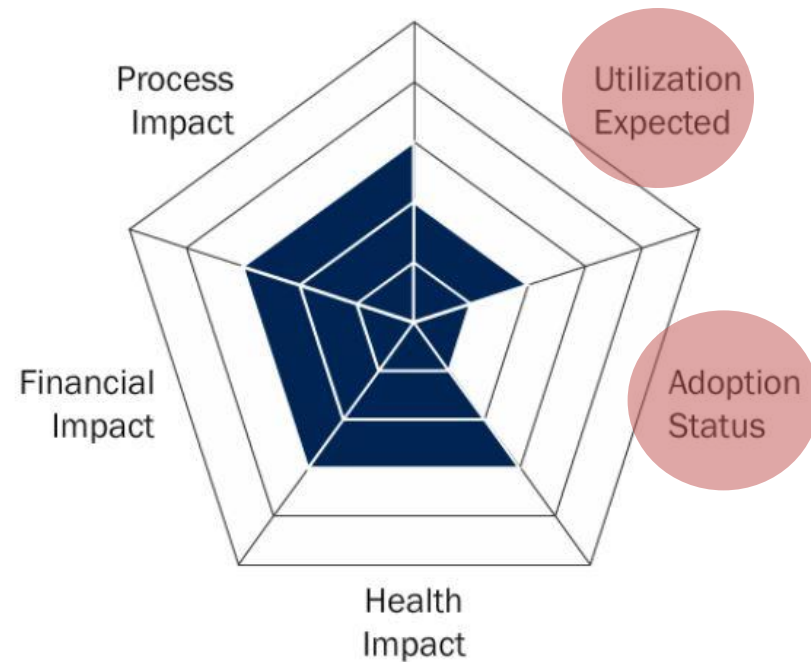 Process
Impact
Utilization
Expected
Financial
Impact
Adoption
Status
Health
Impact